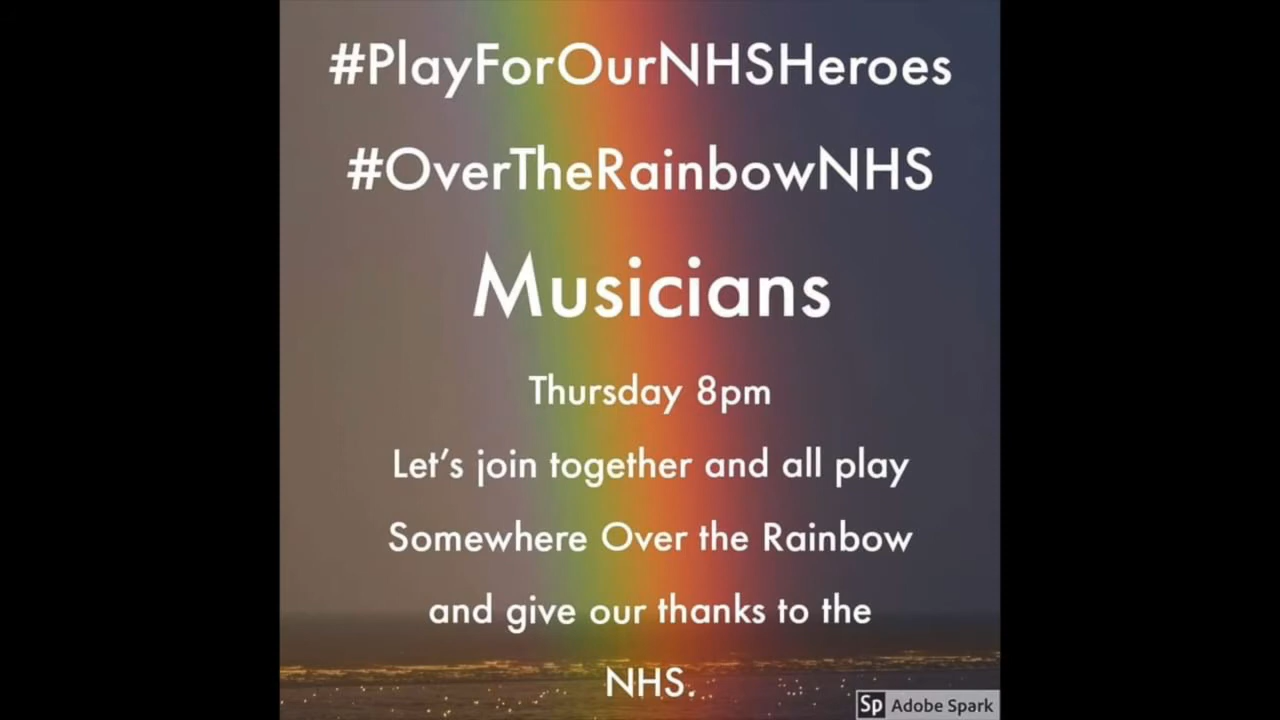 #PlayForOurNHSHeroes
#OverTheRainbowNHS
Musicians
Thursday 8pm
Let's join together and all play
Somewhere Over the Rainbow
and give our thanks to the
NHS.
Sp Adobe Spark